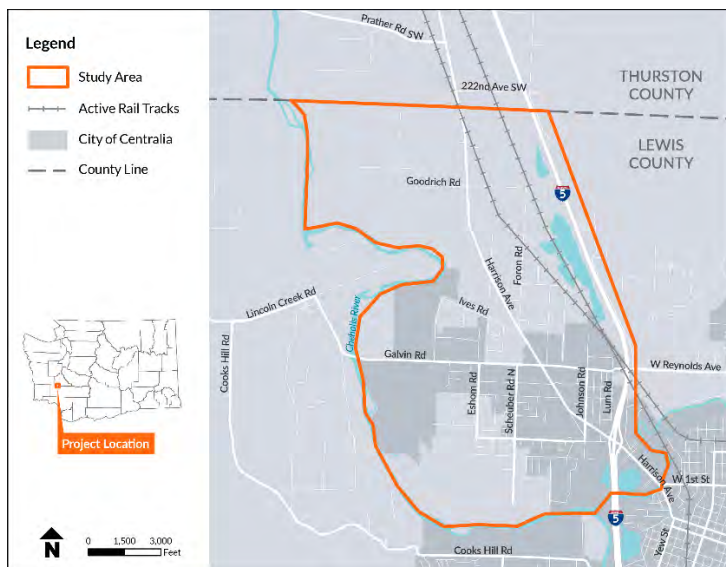 Legend
Study Area
Active Rail Tracks
City of Centralia
County Line
Project Location
N
0 1,500 3,000
Feet
Prather Rd SW
222nd Ave SW
THURSTON
COUNTY
LEWIS
COUNTY
Goodrich Rd
5
Foron Rd
Harrison Ave
Lincoln Creek Rd
Chehalis River
Ives Rd
Cooks Hill Rd
Galvin Rd
W Reynolds Ave
Eshom Rd
Scheuber Rd N
Johnson Rd
Lum Rd
Harrison Ave
W 1st St
5
Yew St
Cooks Hill Rd